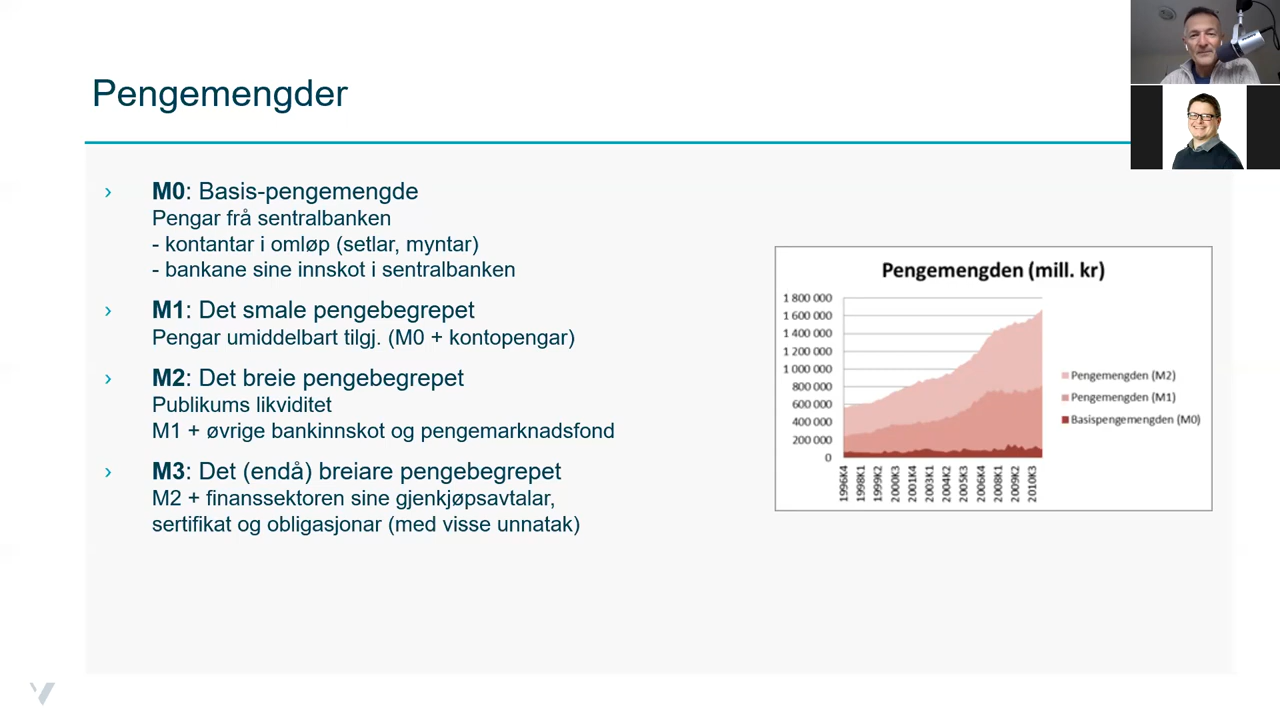 Pengemengder
› M0: Basis-pengemengde
Pengar frå sentralbanken
- kontantar i omløp (setlar, myntar)
- bankane sine innskot i sentralbanken
› M1: Det smale pengebegrepet
Pengar umiddelbart tilgj. (M0 + kontopengar)
› M2: Det breie pengebegrepet
Publikums likviditet
M1 + øvrige bankinnskot og pengemarknadsfond
› M3: Det (endå) breiare pengebegrepet
M2 + finanssektoren sine gjenkjøpsavtalar,
sertifikat og obligasjonar (med visse unnatak)
Pengemengden (mill. kr)
1 800 000
1 600 000
1 400 000
1 200 000
1 000 000
800 000
600 000
400 000
200 000
0
1996K4
1998K1
1999K2
2000K3
2001K4
2003K1
2004K2
2005K3
2006K4
2008K1
2009K2
2010K3
Pengemengden (M2)
Pengemengden (M1)
Basispengemengden (M0)